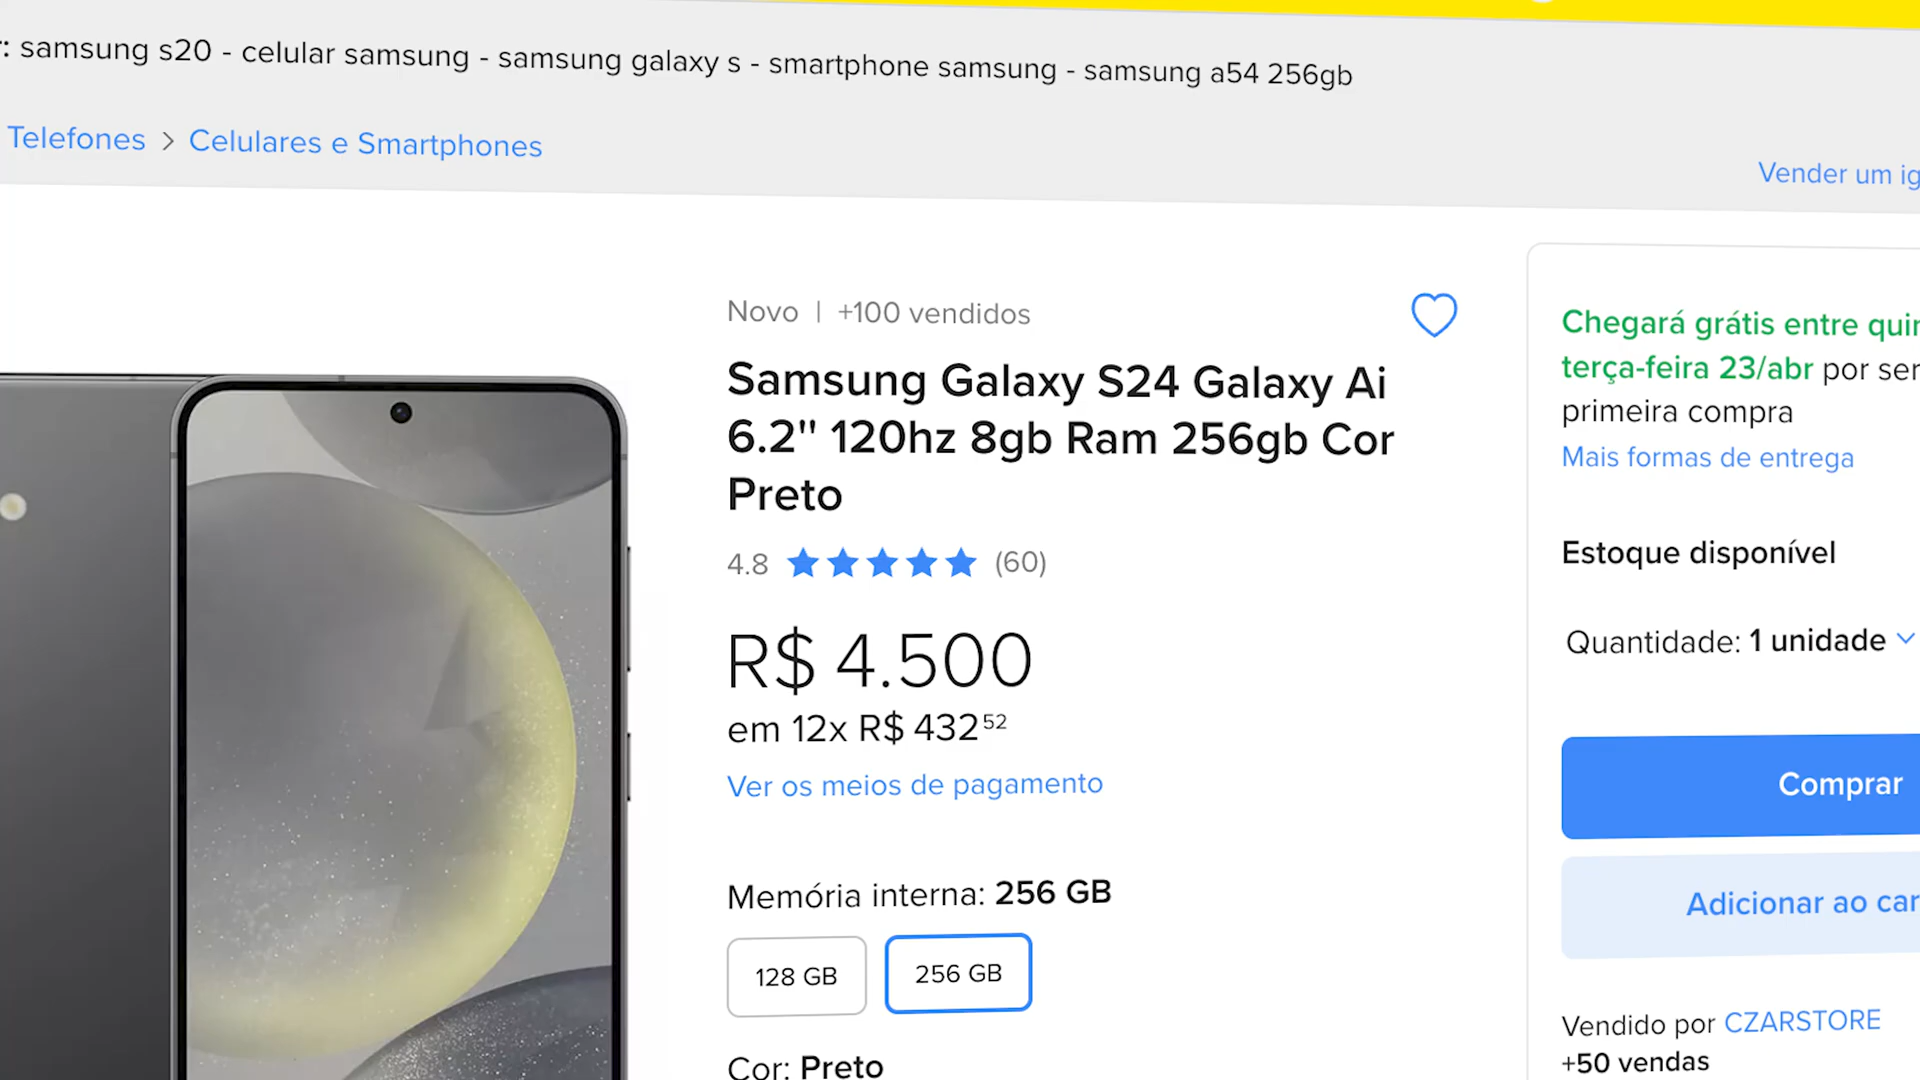 : samsung s20 - celular samsung - samsung galaxy s - smartphone samsung - samsung a54 256gb
Telefones > Celulares e Smartphones
Vender um
Novo | +100 vendidos
Samsung Galaxy S24 Galaxy Ai
6.2'' 120hz 8gb Ram 256gb Cor
Preto
4.8 (60)
R$ 4.500
em 12x R$ 432 52
Ver os meios de pagamento
Memória interna: 256 GB
128 GB
256 GB
Cor: Preto
Chegará grátis entre
terça-feira 23/abr por
primeira compra
Mais formas de entrega
Estoque disponível
Quantidade: 1 unidade
Comprar
Adicionar ao
Vendido por CZARSTORE
+50 vendas